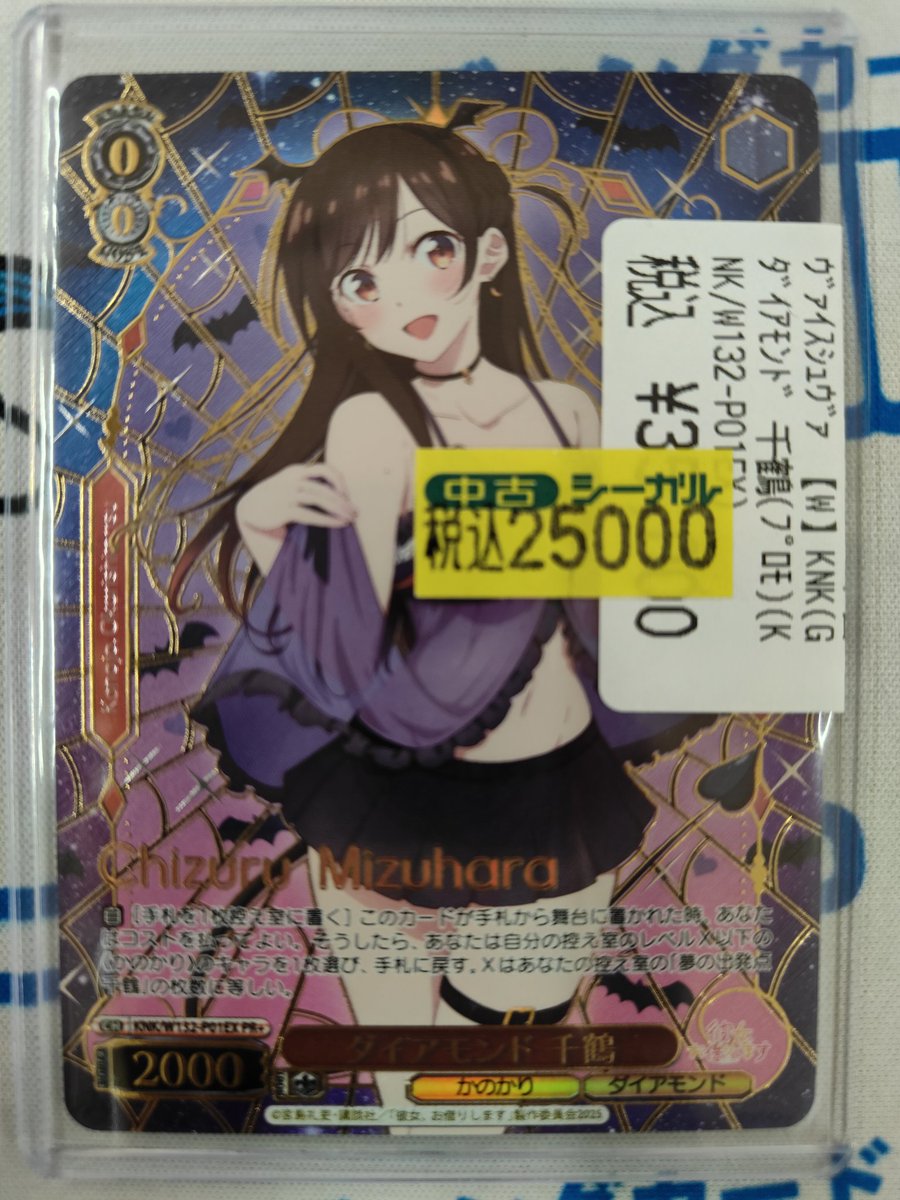 0
0
ヴァイスシュヴァ 【W】KNK(G
ダイアモンド 千鶴(プロモ)(K
NK/W132-P01EX)
税込 ¥3
中古 シーガル
税込25000
Chizuru Mizuhara
【手札を1枚控え室に置く】このカードが手札から舞台に置かれた時、あなた
はコストを払ってよい。そうしたら、あなたは自分の控え室のレベルX以下の
《かのかり》のキャラを1枚選び、手札に戻す。Xはあなたの控え室の「夢の出発点
千鶴」の枚数に等しい。
KNK/W132-P01EX PR+
2000
ダイアモンド 千鶴
かのかり
ダイアモンド
©宮島礼吏・講談社／「彼女、お借りします」製作委員会2025